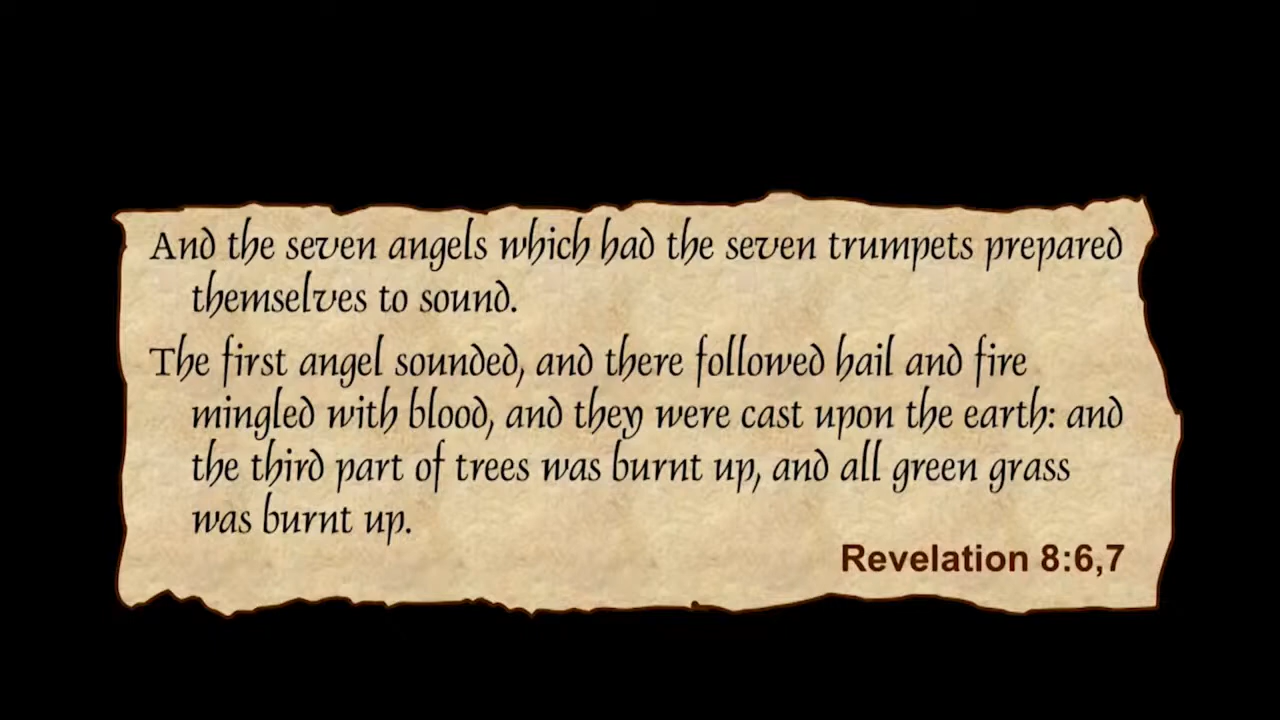 And the seven angels which had the seven trumpets prepared
themselves to sound.
The first angel sounded, and there followed hail and fire
mingled with blood, and they were cast upon the earth: and
the third part of trees was burnt up, and all green grass
was burnt up.
Revelation 8:6,7